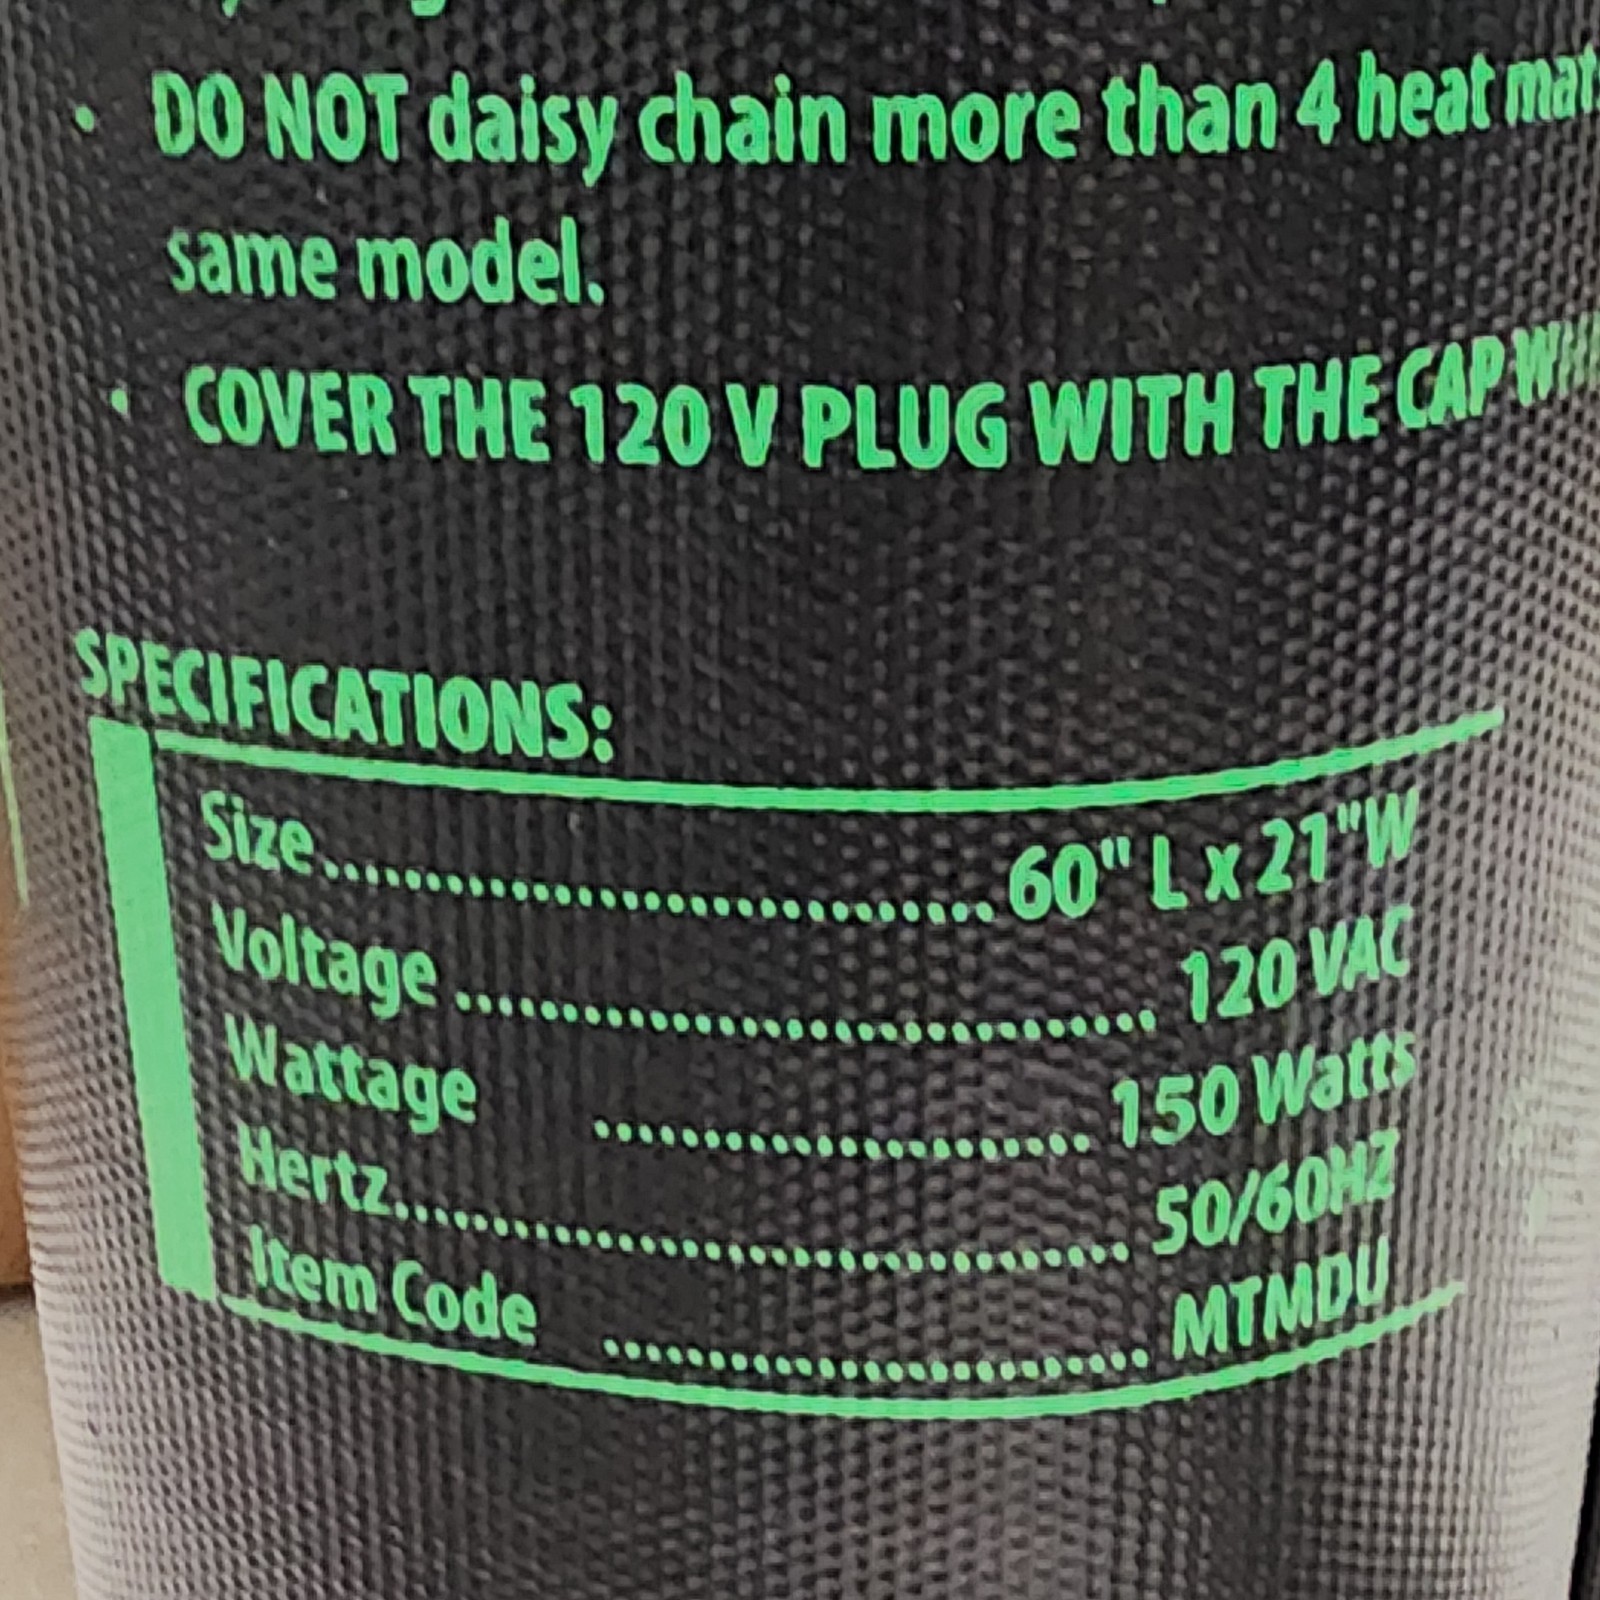 • DO NOT daisy chain more than 4 heat mats
same model.
• COVER THE 120 V PLUG WITH THE CAP
SPECIFICATIONS:
Size.................................60" L x 21"W
Voltage ..................................120 VAC
Wattage ........................150 Watts
Hertz....................................50/60HZ
Item Code ..........................MTMDU